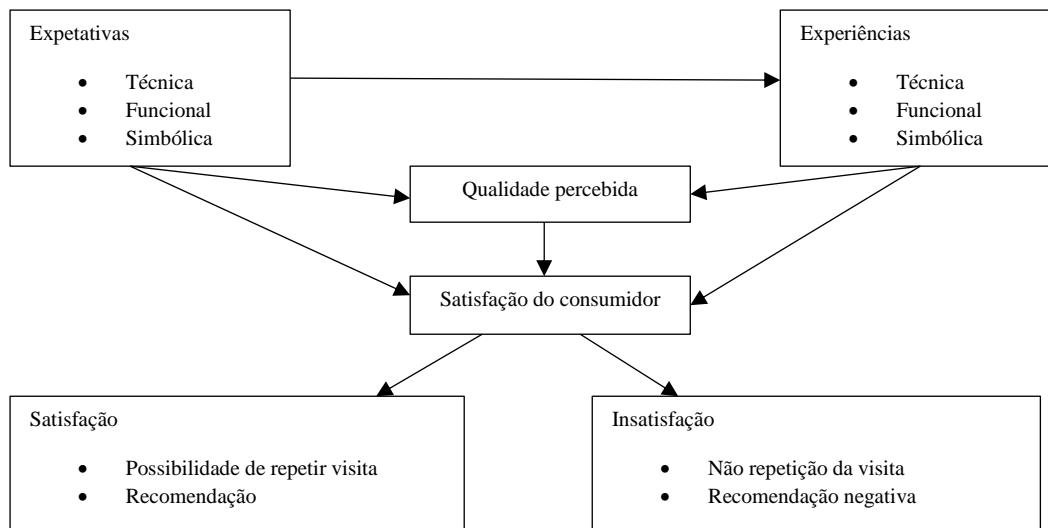 Expetativas
• Técnica
• Funcional
• Simbólica
Experiências
• Técnica
• Funcional
• Simbólica
Qualidade percebida
Satisfação do consumidor
Satisfação
• Possibilidade de repetir visita
• Recomendação
Insatisfação
• Não repetição da visita
• Recomendação negativa